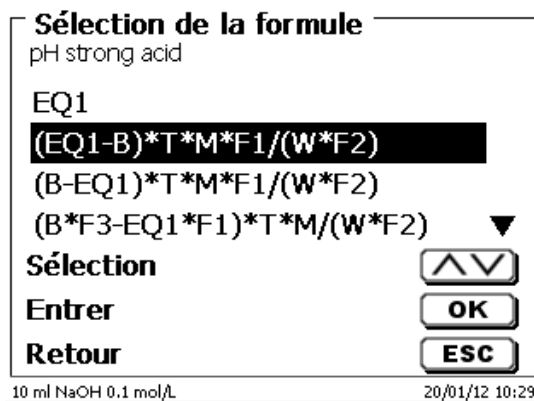 Sélection de la formule
pH strong acid
EQ1
(EQ1-B)*T*M*F1/(W*F2)
(B-EQ1)*T*M*F1/(W*F2)
(B*F3-EQ1*F1)*T*M/(W*F2) ▼
Sélection
Entrer OK
Retour ESC
10 ml NaOH 0.1 mol/L 20/01/12 10:29